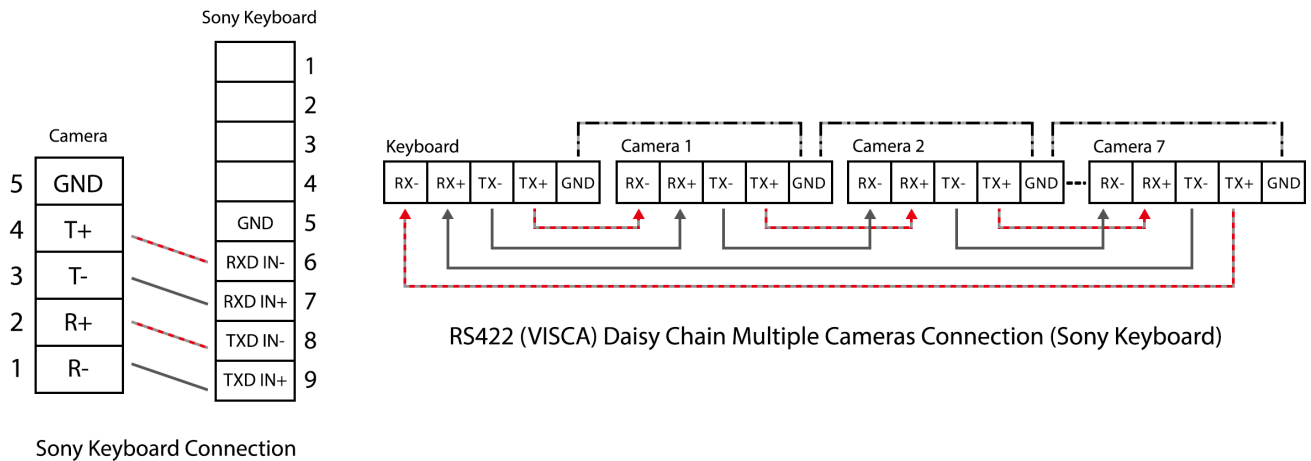 Sony Keyboard
1
2
3
4
GND 5
RXD IN- 6
RXD IN+ 7
TXD IN- 8
TXD IN+ 9
Camera
5 GND
4 T+
3 T-
2 R+
1 R-
Sony Keyboard Connection
Keyboard Camera 1 Camera 2 Camera 7
RX- RX+ TX- TX+ GND RX- RX+ TX- TX+ GND RX- RX+ TX- TX+ GND RX- RX+ TX- TX+ GND
RS422 (VISCA) Daisy Chain Multiple Cameras Connection (Sony Keyboard)